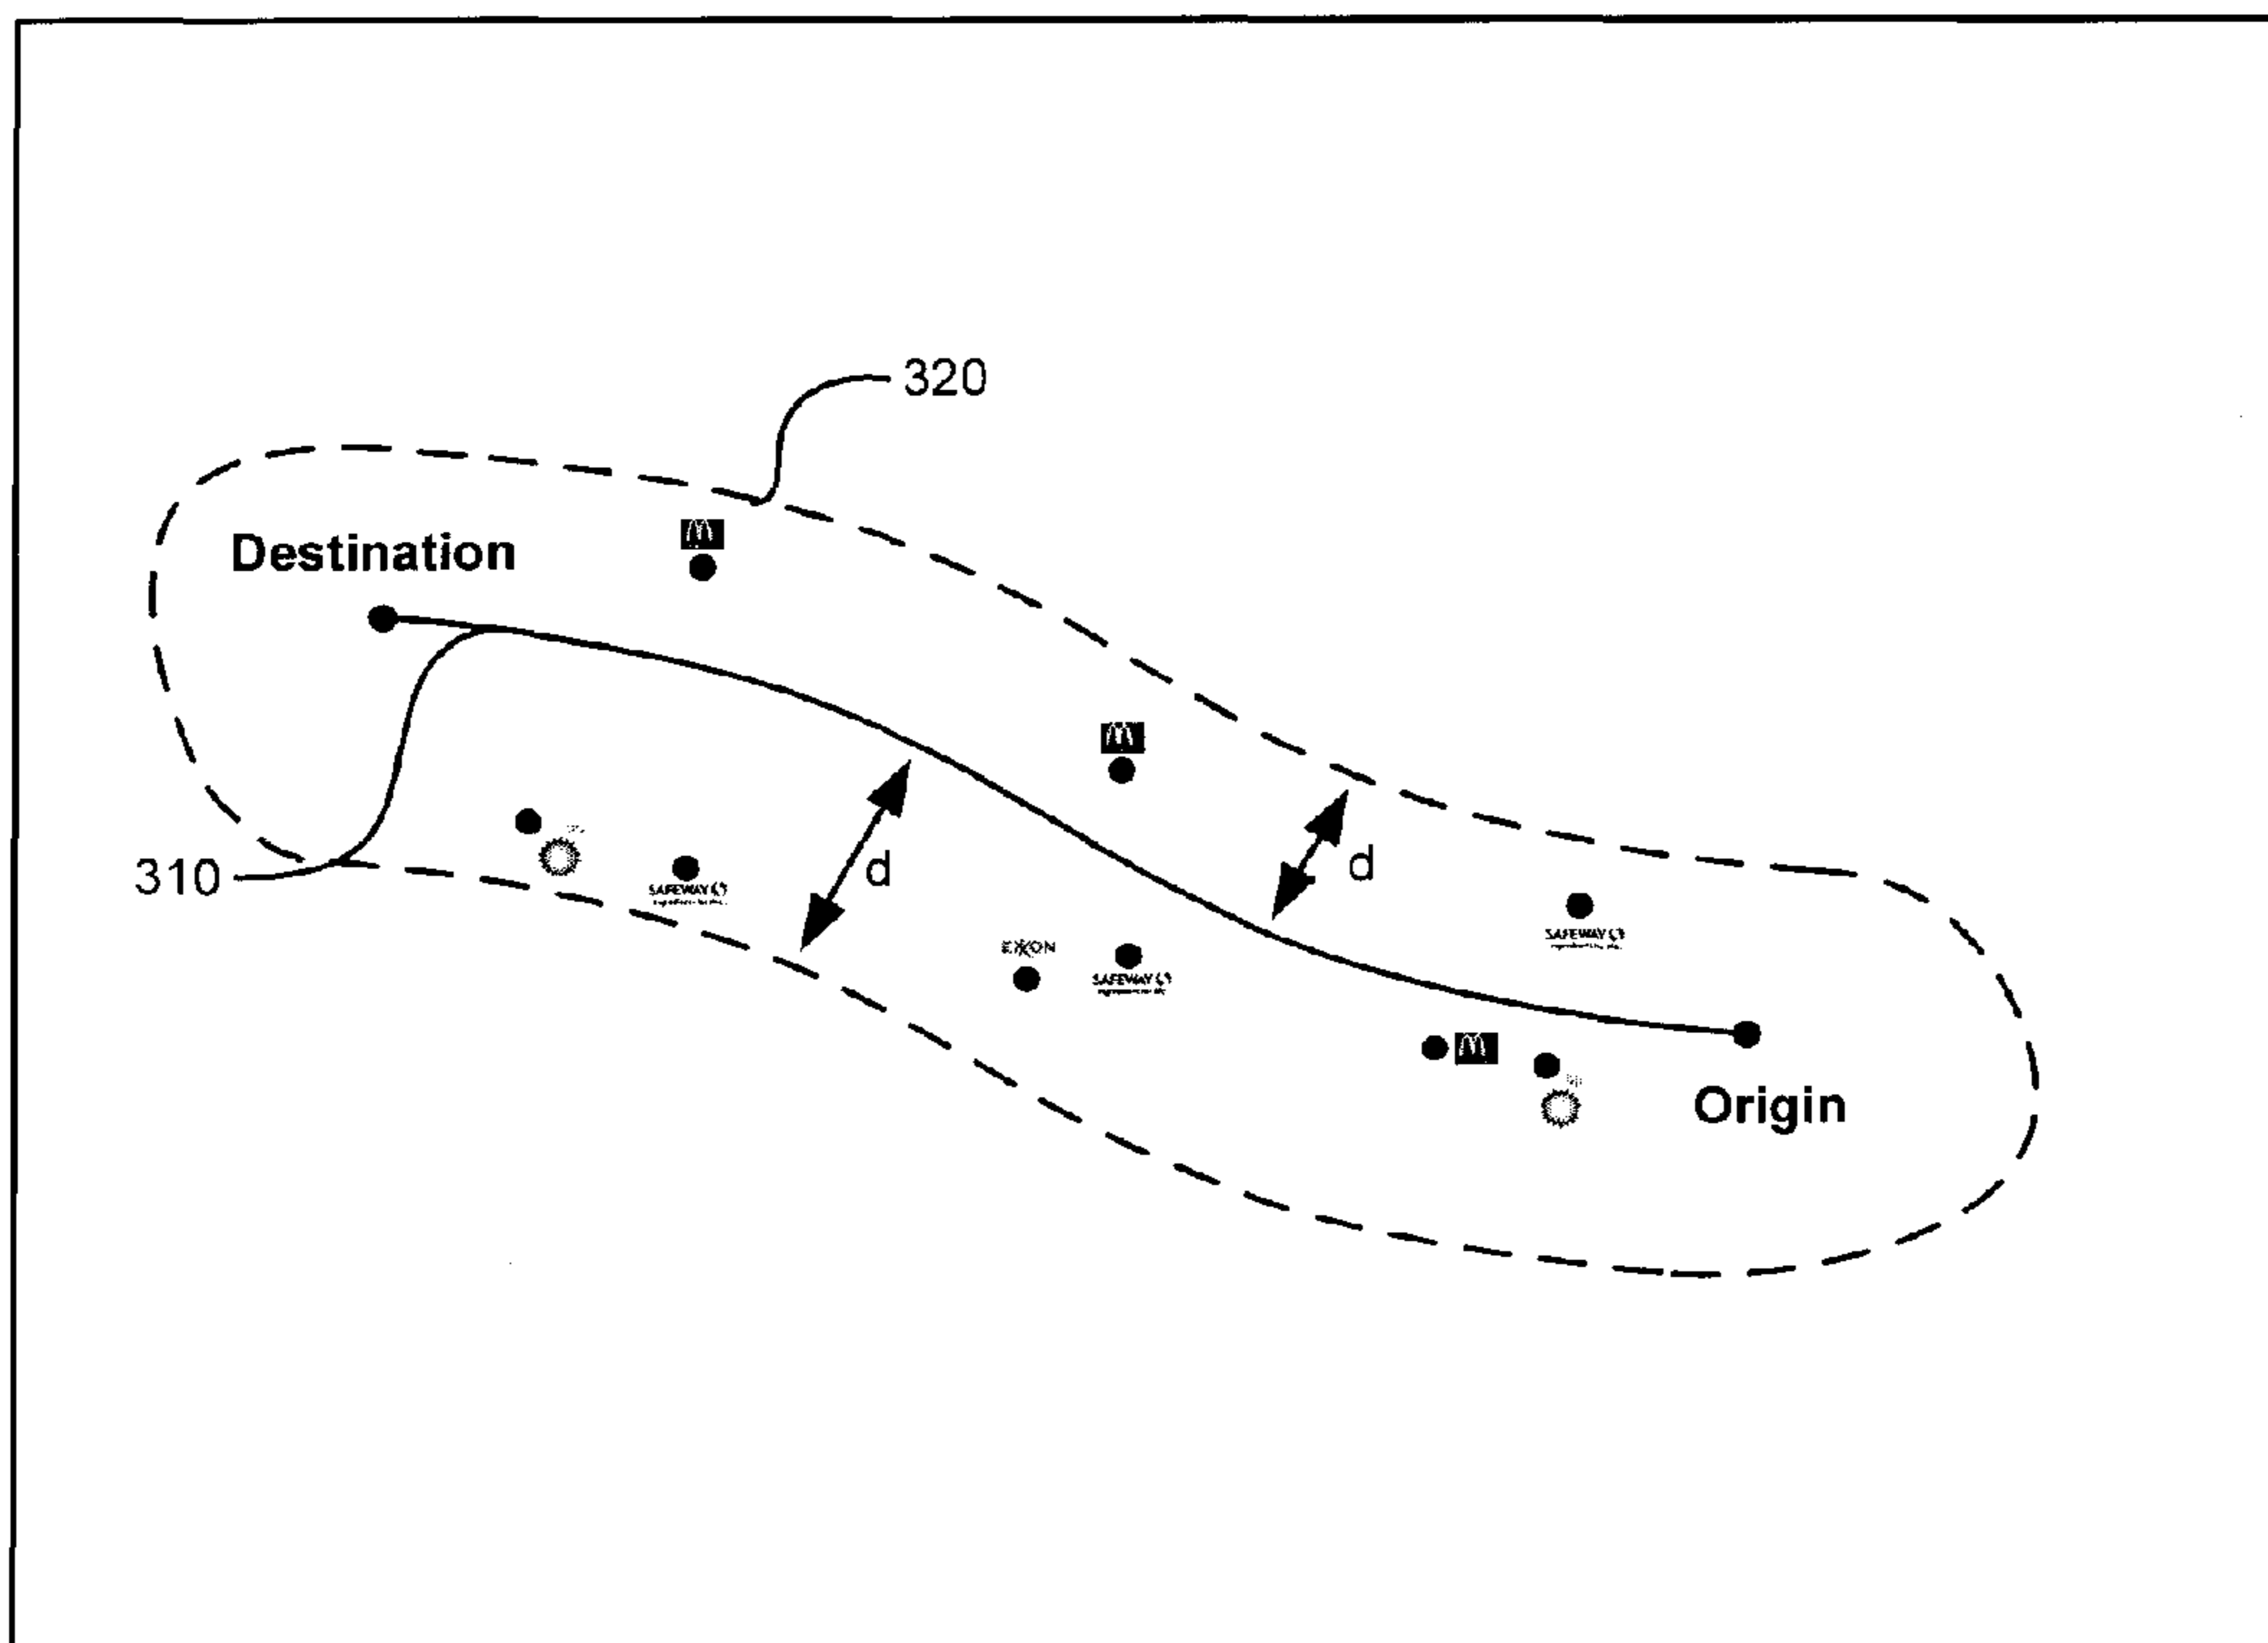 320
Destination
310
d
d
SAFEWAY
EXXON
SAFEWAY
SAFEWAY
Origin